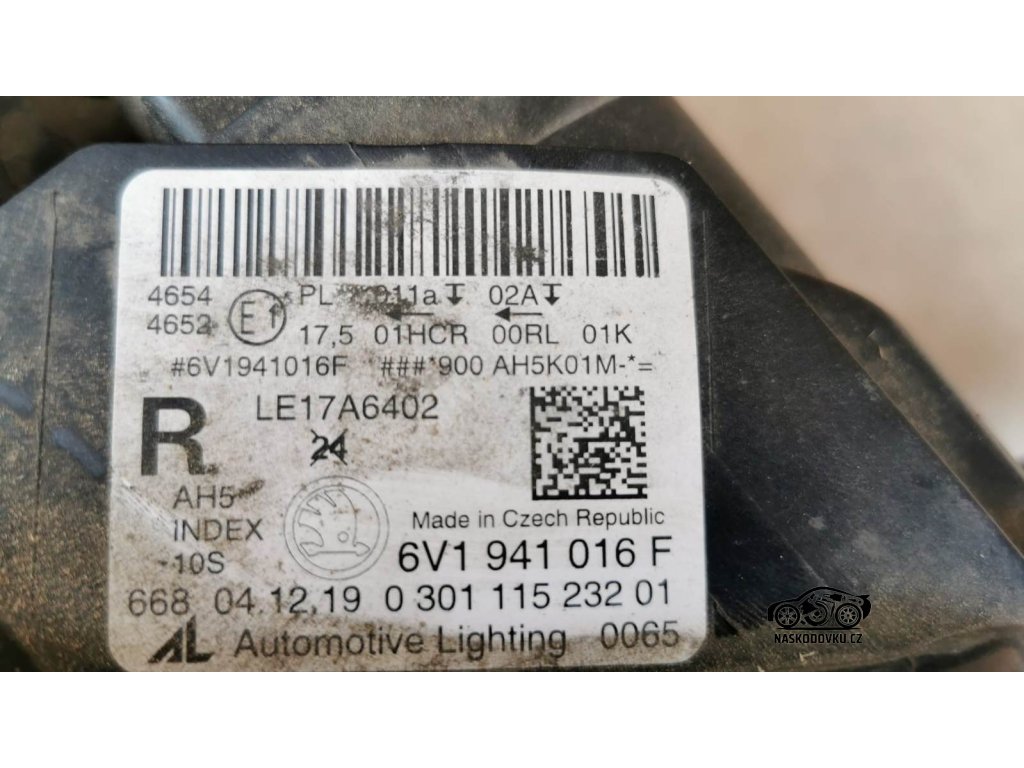 4654 PL 011a 02A
4652 E1 17,5 01HCR 00RL 01K
#6V1941016F ###*900 AH5K01M-*=
R LE17A6402
24
AH5
INDEX
10S
Made in Czech Republic
6V1 941 016 F
668 04.12.19 0 301 115 232 01
AL Automotive Lighting 0065
NASKODOVKU.CZ